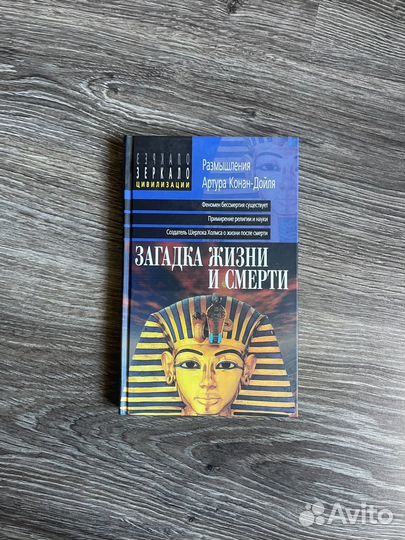 ЗЕРКАЛО
ЗЕРКАЛО
ЦИВИЛИЗАЦИИ
Размышления
Артура Конан-Дойля
Феномен бессмертия существует
Примирение религии и науки
Создатель Шерлока Холмса о жизни после смерти
ЗАГАДКА ЖИЗНИ
И СМЕРТИ
Avito